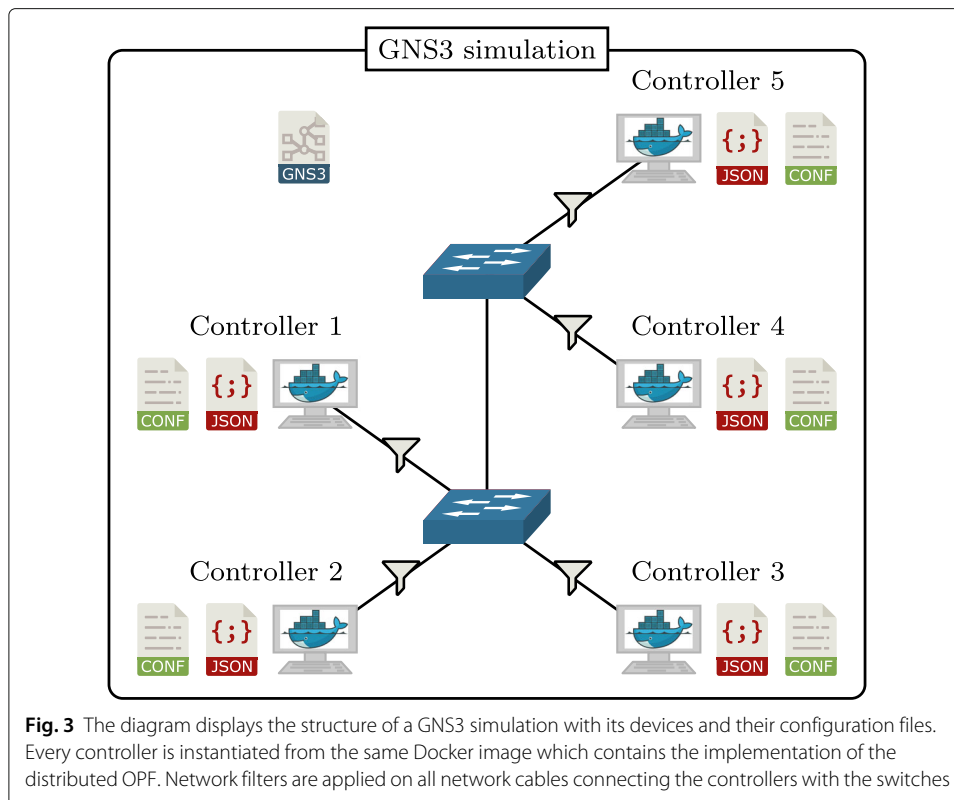 GNS3 simulation
Controller 5
GNS3
{;}
JSON
CONF
Controller 1
Controller 4
CONF
{;}
JSON
{;}
JSON
CONF
Controller 2
Controller 3
CONF
{;}
JSON
{;}
JSON
CONF
Fig. 3 The diagram displays the structure of a GNS3 simulation with its devices and their configuration files.
Every controller is instantiated from the same Docker image which contains the implementation of the
distributed OPF. Network filters are applied on all network cables connecting the controllers with the switches